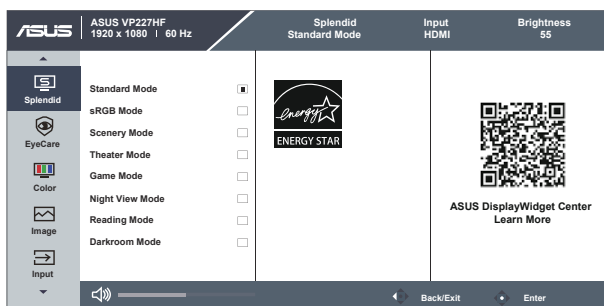 ASUS
ASUS VP227HF
1920 x 1080 | 60 Hz
Splendid
Standard Mode
Input
HDMI
Brightness
55
Splendid
EyeCare
Color
Image
Input
Standard Mode
sRGB Mode
Scenery Mode
Theater Mode
Game Mode
Night View Mode
Reading Mode
Darkroom Mode
energy
ENERGY STAR
ASUS DisplayWidget Center
Learn More
Back/Exit
Enter